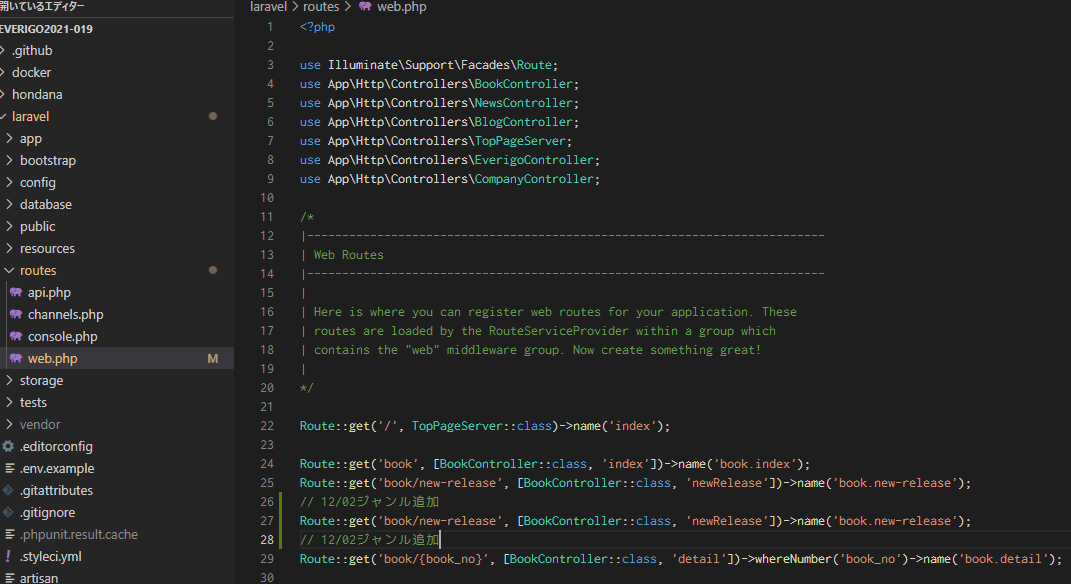 開いているエディター
EVERIGO2021-019
.github
docker
hondana
laravel
app
bootstrap
config
database
public
resources
routes
api.php
channels.php
console.php
web.php M
storage
tests
vendor
.editorconfig
.env.example
.gitattributes
.gitignore
.phpunit.result.cache
.styleci.yml
artisan
laravel > routes > web.php
1 <?php
2
3 use Illuminate\Support\Facades\Route;
4 use App\Http\Controllers\BookController;
5 use App\Http\Controllers\NewsController;
6 use App\Http\Controllers\BlogController;
7 use App\Http\Controllers\TopPageServer;
8 use App\Http\Controllers\EverigoController;
9 use App\Http\Controllers\CompanyController;
10
11 /*
12 |--------------------------------------------------------------------------
13 | Web Routes
14 |--------------------------------------------------------------------------
15 |
16 | Here is where you can register web routes for your application. These
17 | routes are loaded by the RouteServiceProvider within a group which
18 | contains the "web" middleware group. Now create something great!
19 |
20 */
21
22 Route::get('/', TopPageServer::class)->name('index');
23
24 Route::get('book', [BookController::class, 'index'])->name('book.index');
25 Route::get('book/new-release', [BookController::class, 'newRelease'])->name('book.new-release');
26 // 12/02ジャンル追加
27 Route::get('book/new-release', [BookController::class, 'newRelease'])->name('book.new-release');
28 // 12/02ジャンル追加
29 Route::get('book/{book_no}', [BookController::class, 'detail'])->whereNumber('book_no')->name('book.detail');
30